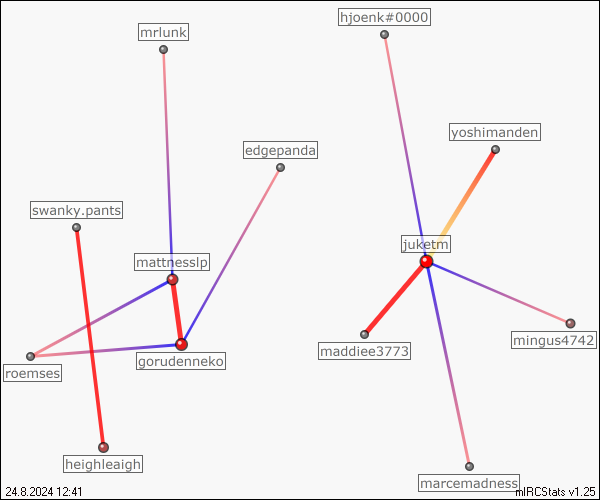 hjoenk#0000
mrlunk
yoshimanden
edgepanda
swanky.pants
juketm
mattnesslp
mingus4742
maddiee3773
gorudenneko
roemses
heighleaigh
marcemadness
24.8.2024 12:41
mIRCStats v1.25